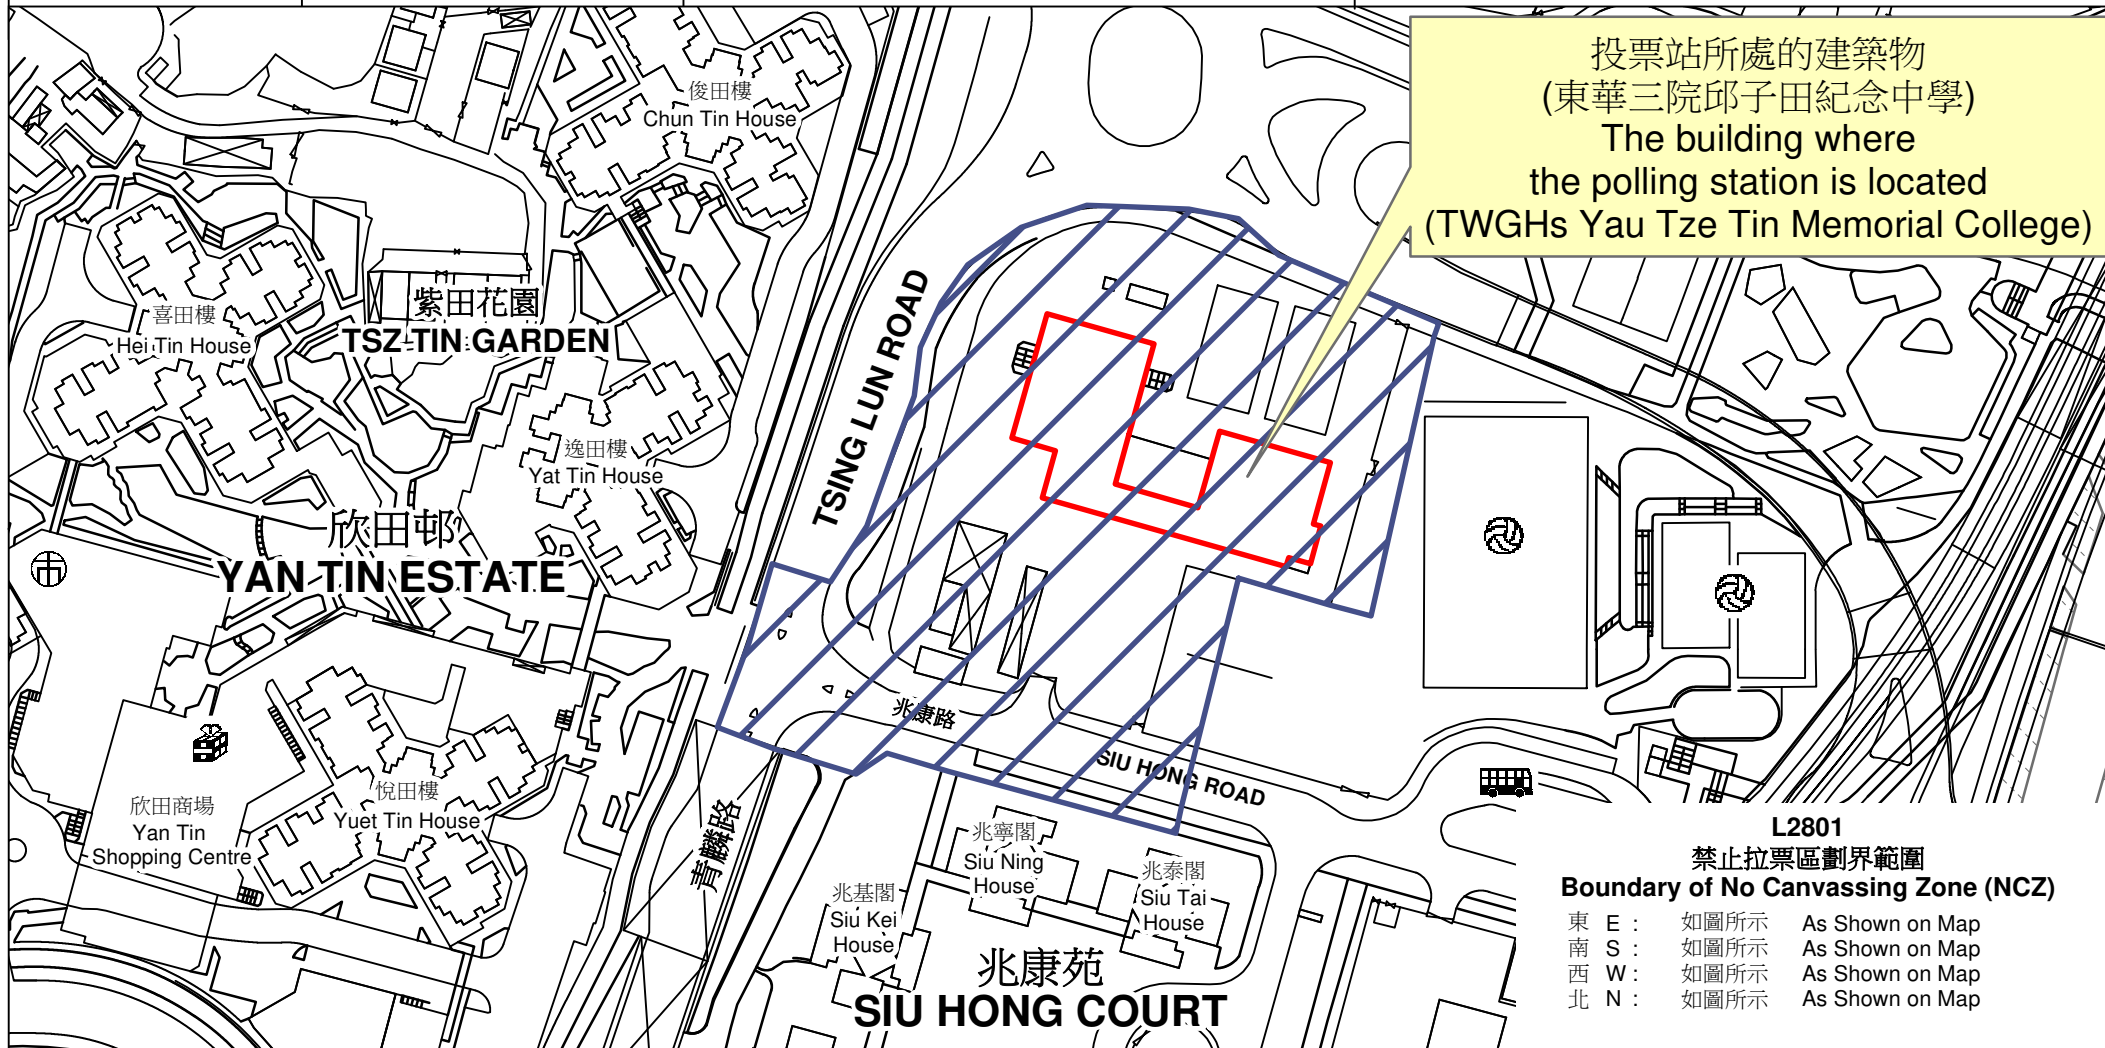 投票站所處的建築物
(東華三院邱子田紀念中學)
The building where
the polling station is located
(TWGHs Yau Tze Tin Memorial College)
俊田樓
Chun Tin House
喜田樓
Hei Tin House
紫田花園
TSZ TIN GARDEN
逸田樓
Yat Tin House
欣田邨
YAN TIN ESTATE
TSING LUN ROAD
兆康路
SIU HONG ROAD
悅田樓
Yuet Tin House
欣田商場
Yan Tin
Shopping Centre
青麟路
兆寧閣
Siu Ning
House
兆泰閣
Siu Tai
House
兆基閣
Siu Kei
House
兆康苑
SIU HONG COURT
L2801
禁止拉票區劃界範圍
Boundary of No Canvassing Zone (NCZ)
東 E : 如圖所示 As Shown on Map
南 S : 如圖所示 As Shown on Map
西 W : 如圖所示 As Shown on Map
北 N : 如圖所示 As Shown on Map